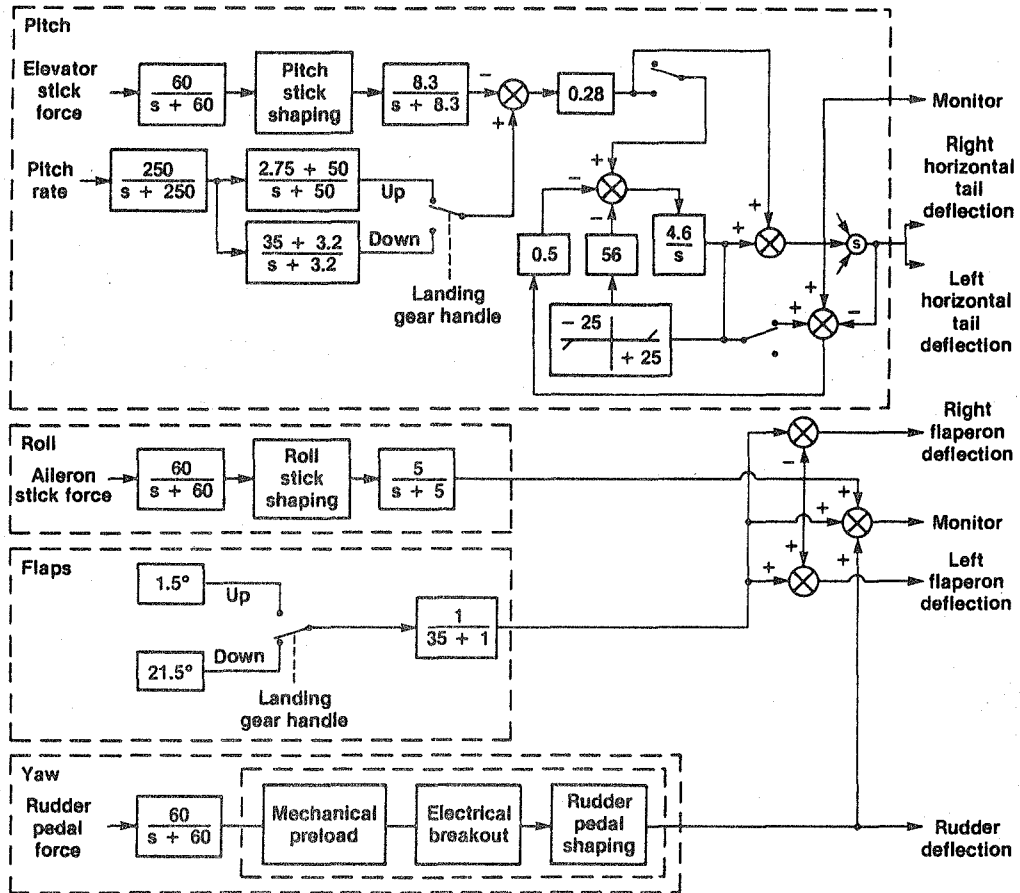 Pitch
Elevator
stick
force
60
s + 60
Pitch
stick
shaping
8.3
s + 8.3
−
+
0.28
Monitor
Pitch
rate
250
s + 250
2.75 + 50
s + 50
Up
35 + 3.2
s + 3.2
Down
Landing
gear handle
+
−
−
0.5
56
4.6
s
− 25
+ 25
+
+
s
+
+
−
Right
horizontal
tail
deflection
Left
horizontal
tail
deflection
Roll
Aileron
stick force
60
s + 60
Roll
stick
shaping
5
s + 5
Right
flaperon
deflection
−
+
+
+
Monitor
+
+
Left
flaperon
deflection
Flaps
1.5°
Up
21.5°
Down
Landing
gear handle
1
35 + 1
Yaw
Rudder
pedal
force
60
s + 60
Mechanical
preload
Electrical
breakout
Rudder
pedal
shaping
Rudder
deflection